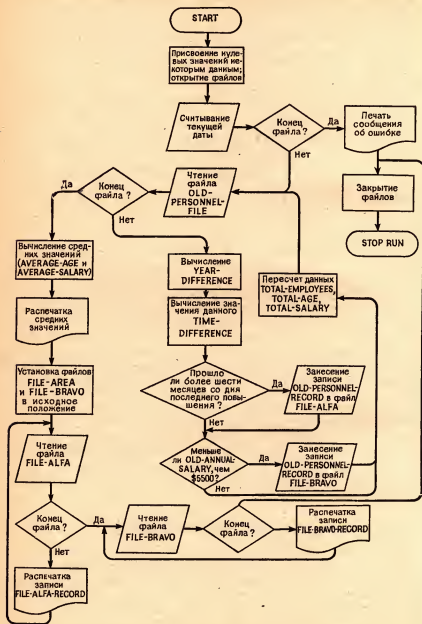 START
Присвоение нуле-
вых значений не-
которым данным;
открытие файлов
Считывание
текущей
даты
Конец
файла?
Да
Нет
Печать
сообщения
об ошибке
Закрытие
файлов
STOP RUN
Чтение
файла
OLD-
PERSONNEL-
FILE
Конец
файла?
Да
Нет
Вычисление сред-
них значений
(AVERAGE-AGE и
AVERAGE-SALARY)
Распечатка
средних
значений
Установка файлов
FILE-AREA
и FILE-BRAVO
в исходное
положение
Вычисление
YEAR-
DIFFERENCE
Вычисление зна-
чения данного
TIME-
DIFFERENCE
Пересчет данных
TOTAL-EMPLOYEES,
TOTAL-AGE,
TOTAL-SALARY
Прошло
ли более шести
месяцев со дня
последнего повы-
шения?
Да
Нет
Занесение
записи
OLD-PERSONNEL-
RECORD в файл
FILE-ALFA
Меньше
ли OLD-ANNUAL-
SALARY, чем
$5500?
Да
Нет
Занесение
записи
OLD-PERSONNEL-
RECORD в файл
FILE-BRAVO
Чтение
файла
FILE-ALFA
Конец
файла?
Да
Нет
Распечатка
записи
FILE-ALFA-RECORD
Чтение
файла
FILE-BRAVO
Конец
файла?
Распечатка
записи
FILE-BRAVO-RECORD